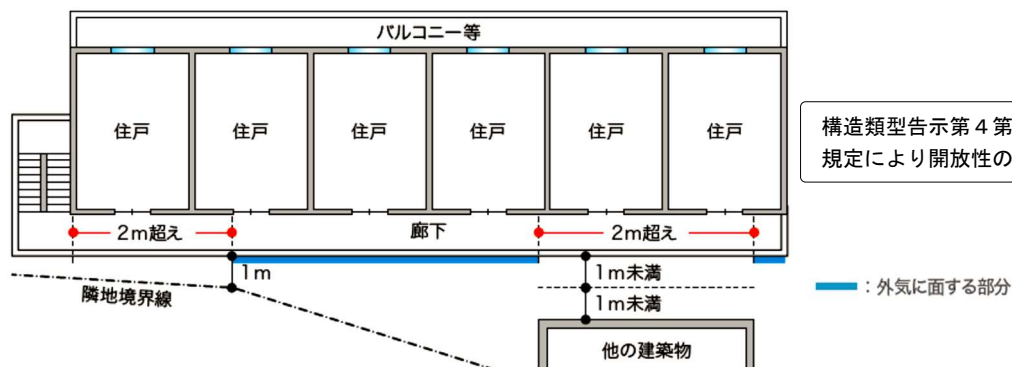 バルコニー等
住戸
住戸
住戸
住戸
住戸
住戸
構造類型告示第４第
規定により開放性の
2m超え
廊下
2m超え
1m
1m未満
隣地境界線
：外気に面する部分
1m未満
他の建築物